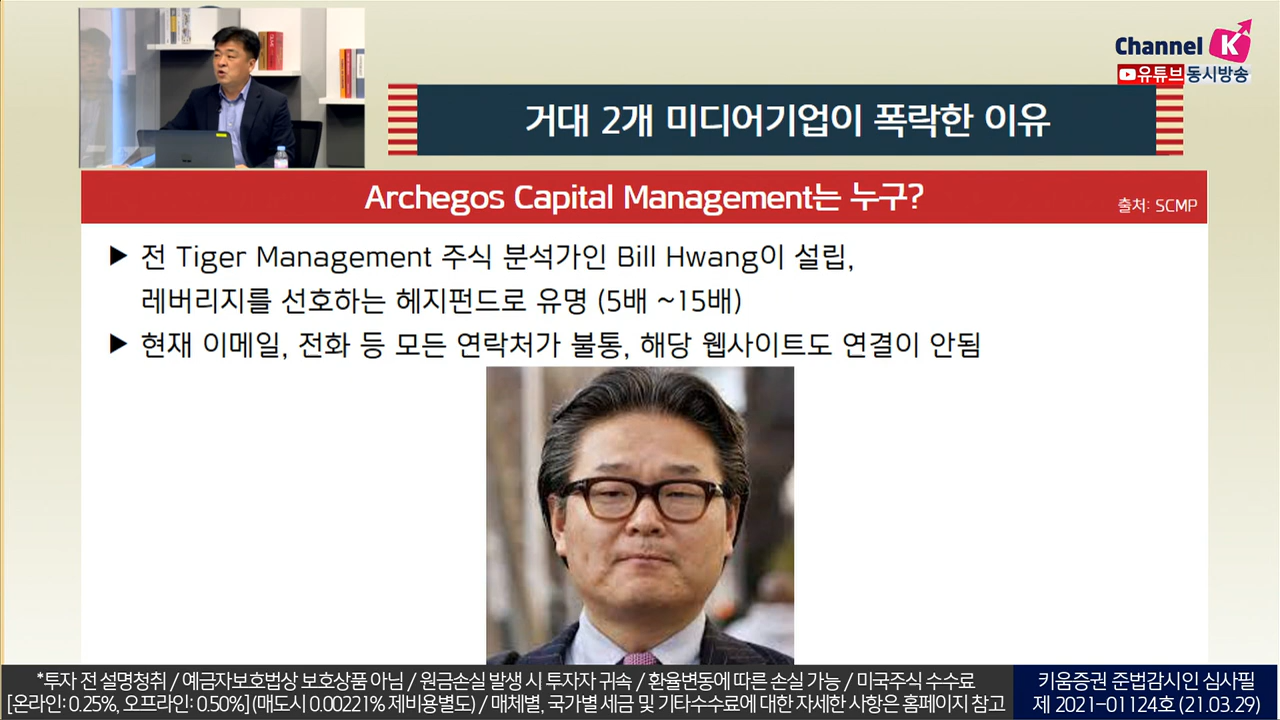 Channel K
유튜브 동시방송
거대 2개 미디어기업이 폭락한 이유
Archegos Capital Management는 누구?
출처: SCMP
▶ 전 Tiger Management 주식 분석가인 Bill Hwang이 설립,
레버리지를 선호하는 헤지펀드로 유명 (5배 ~15배)
▶ 현재 이메일, 전화 등 모든 연락처가 불통, 해당 웹사이트도 연결이 안됨
*투자 전 설명청취 / 예금자보호법상 보호상품 아님 / 원금손실 발생 시 투자자 귀속 / 환율변동에 따른 손실 가능 / 미국주식 수수료
[온라인: 0.25%, 오프라인: 0.50%] (매도시 0.00221% 제비용별도) / 매체별, 국가별 세금 및 기타수수료에 대한 자세한 사항은 홈페이지 참고
키움증권 준법감시인 심사필
제 2021-01124호 (21.03.29)